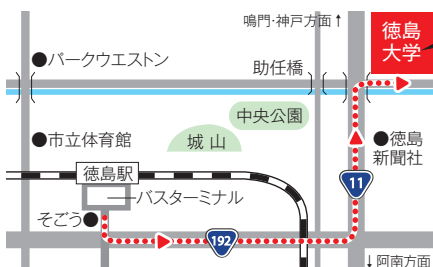 鳴門・神戸方面↑
徳島
大学
●パークウエストン
助任橋
中央公園
●市立体育館
城山
●徳島
新聞社
徳島駅
バスターミナル
11
そごう●
192
↓阿南方面